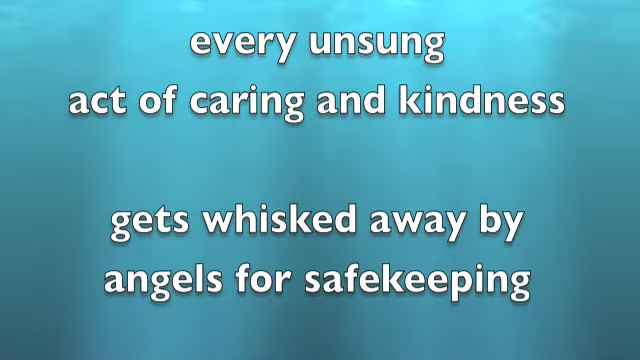 every unsung
act of caring and kindness
gets whisked away by
angels for safekeeping